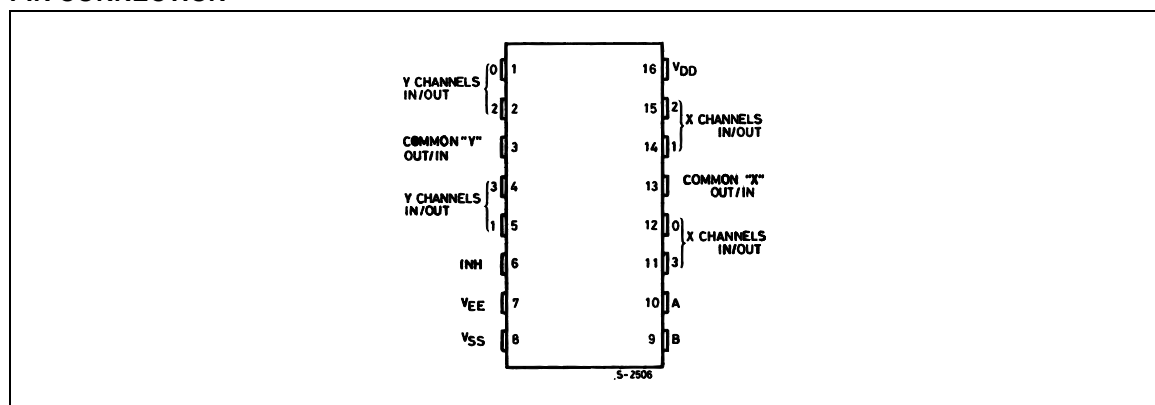 0 1 16 VDD
Y CHANNELS
IN/OUT
2 2 15 2
X CHANNELS
IN/OUT
COMMON "Y"
OUT/IN
3 14 1
3 4 13 COMMON "X"
OUT/IN
Y CHANNELS
IN/OUT
1 5 12 0
X CHANNELS
IN/OUT
INH 6 11 3
VEE 7 10 A
VSS 8 9 B
S-2506